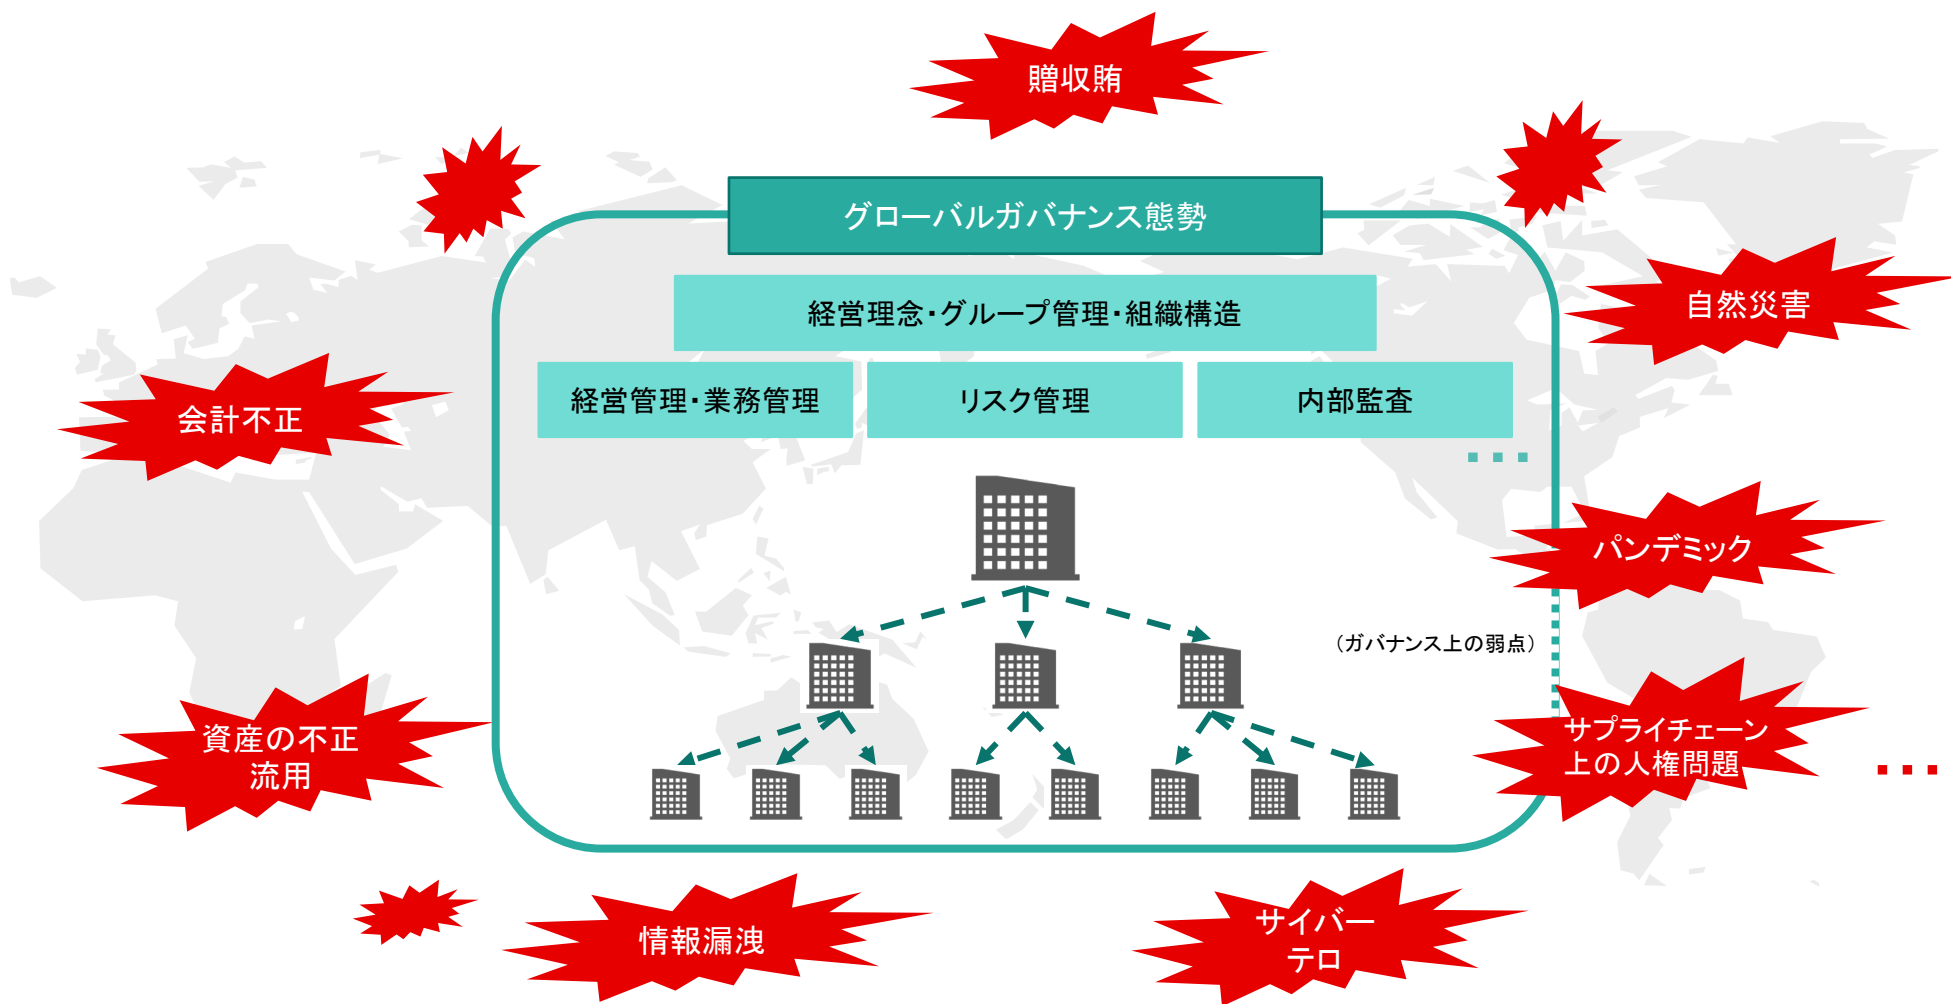 贈収賄
グローバルガバナンス態勢
経営理念・グループ管理・組織構造
自然災害
経営管理・業務管理
リスク管理
内部監査
会計不正
...
パンデミック
（ガバナンス上の弱点）
資産の不正
流用
サプライチェーン
上の人権問題
...
情報漏洩
サイバー
テロ